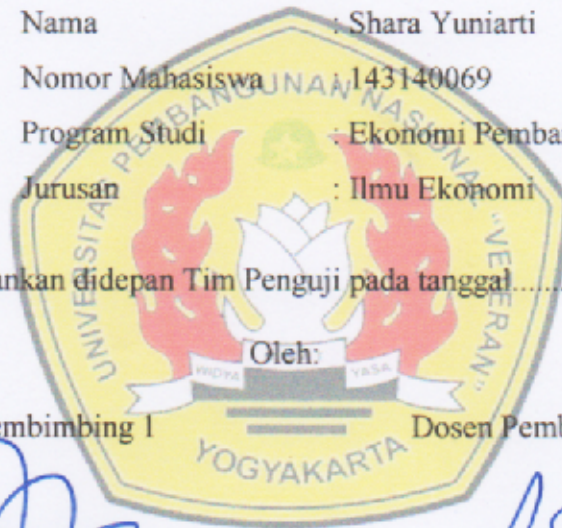 Nama : Shara Yuniarti
Nomor Mahasiswa : 143140069
Program Studi : Ekonomi Pemba
Jurusan : Ilmu Ekonomi
ankan didepan Tim Penguji pada tanggal..........
Oleh:
embimbing 1 Dosen Pemb
UNIVERSITAS PEMBANGUNAN NASIONAL "VETERAN"
WIDYA YASA
YOGYAKARTA